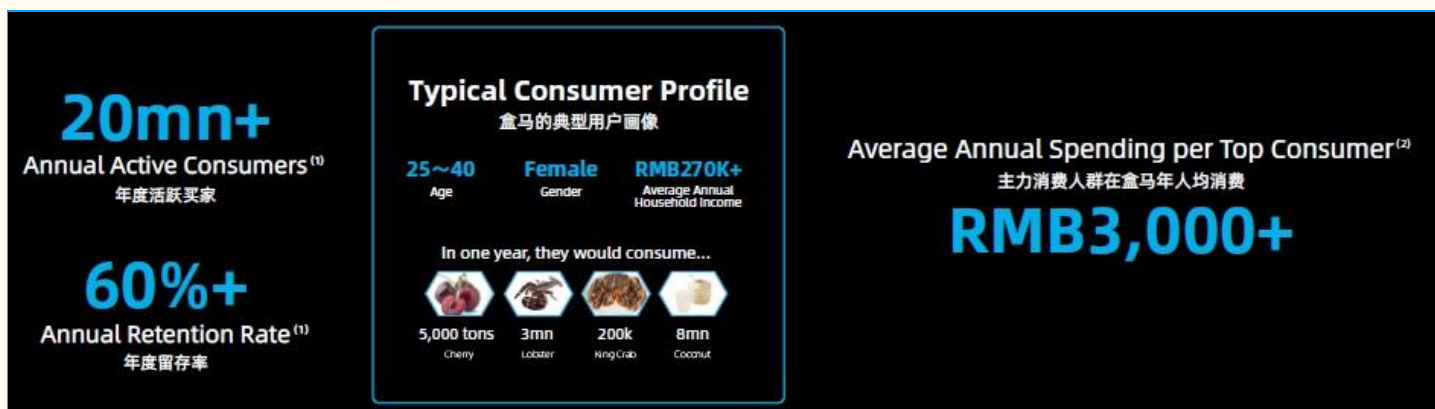 20mn+
Annual Active Consumers(1)
年度活跃买家
60%+
Annual Retention Rate(1)
年度留存率
Typical Consumer Profile
盒马的典型用户画像
25～40 Female RMB270K+
Age Gender Average Annual
Household Income
In one year, they would consume...
5,000 tons 3mn 200k 8mn
Cherry Lobster King Crab Coconut
Average Annual Spending per Top Consumer(2)
主力消费人群在盒马年人均消费
RMB3,000+